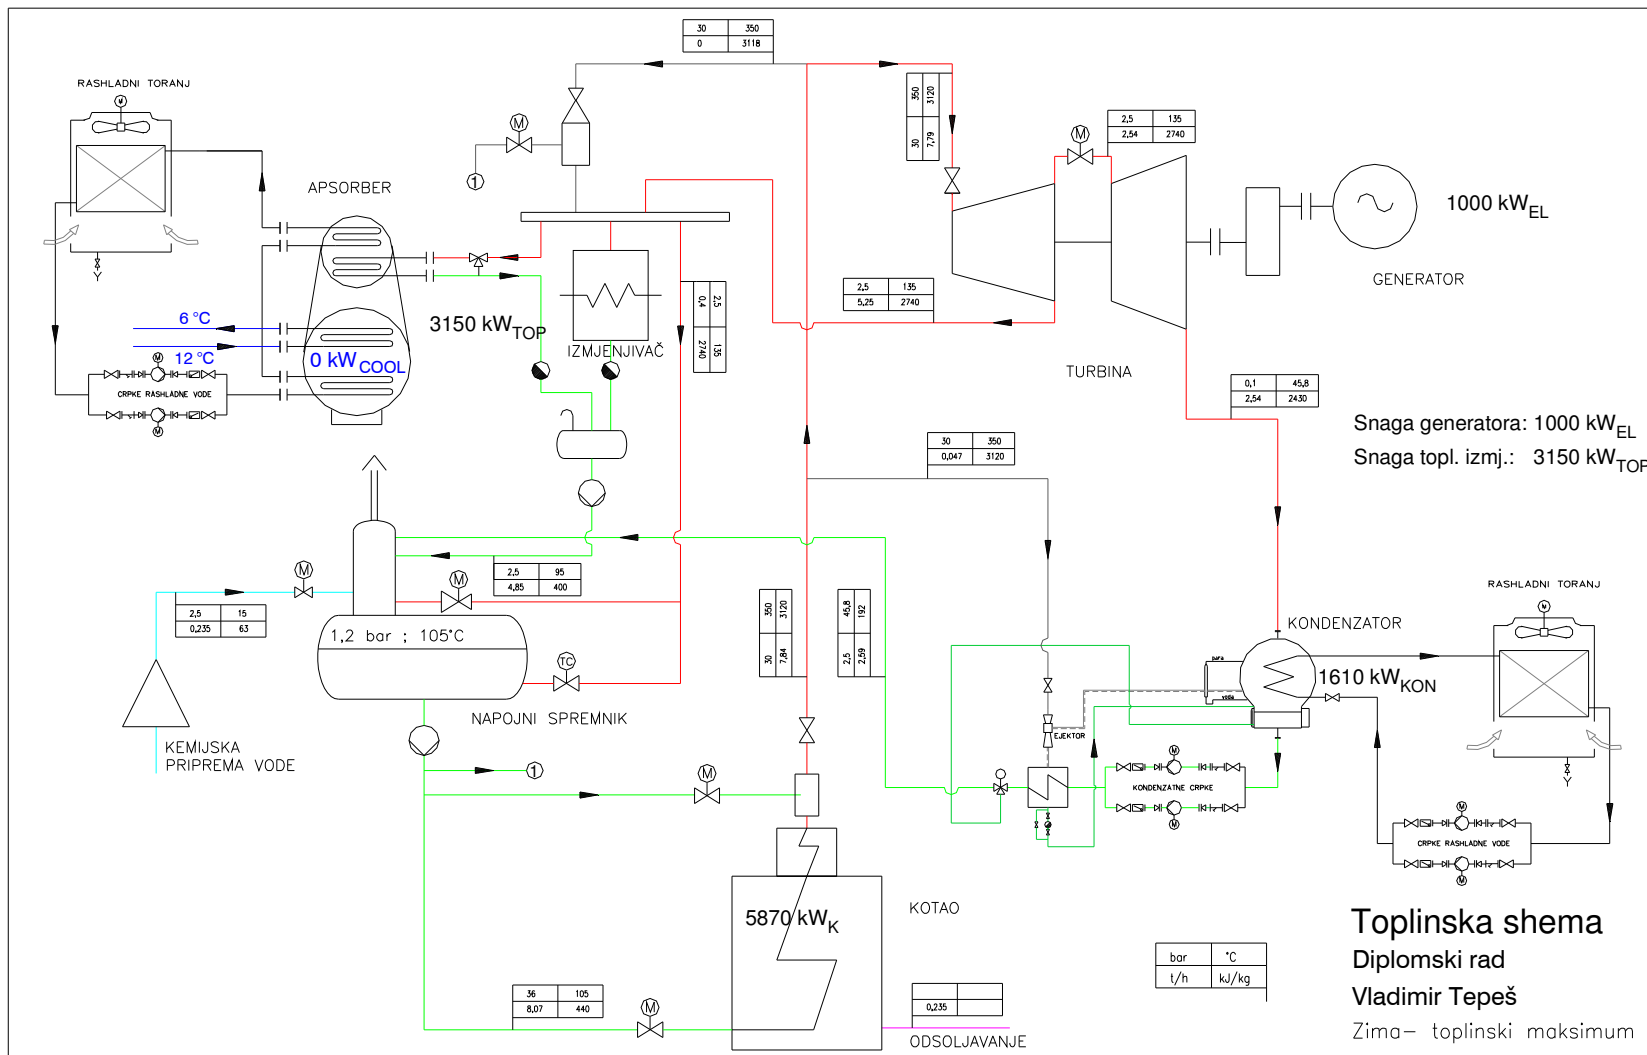 30 350
0 3118
RASHLADNI TORANJ
M
M
1
APSORBER
350 3120
30 7,79
M
2,5 135
2,54 2740
1000 kWEL
GENERATOR
2,5 135
5,25 2740
2,5 135
0,4 2740
6 °C
12 °C
0 kWCOOL
3150 kWTOP
IZMJENJIVAČ
TURBINA
M
CRPKE RASHLADNE VODE
M
0,1 45,8
2,54 2430
Snaga generatora: 1000 kWEL
Snaga topl. izmj.: 3150 kWTOP
30 350
0,047 3120
2,5 95
4,85 400
M
M
2,5 15
0,235 63
1,2 bar ; 105°C
TC
NAPOJNI SPREMNIK
KEMIJSKA
PRIPREMA VODE
350 3120
30 7,84
45,8 192
2,5 2,59
RASHLADNI TORANJ
M
KONDENZATOR
para
voda
1610 kWKON
EJEKTOR
M
KONDENZATNE CRPKE
M
M
CRPKE RASHLADNE VODE
M
1
M
KOTAO
5870 kWK
36 105
8,07 440
M
0,235
ODSOLJAVANJE
bar °C
t/h kJ/kg
Toplinska shema
Diplomski rad
Vladimir Tepeš
Zima- toplinski maksimum